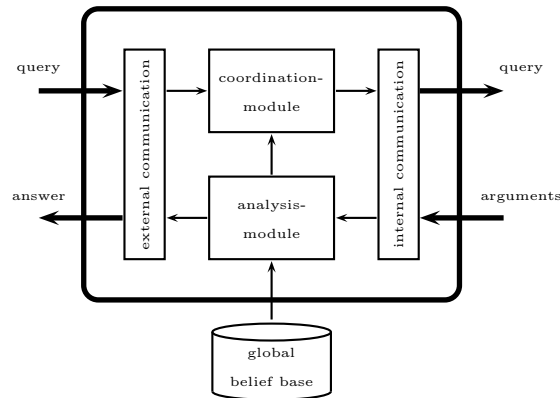 query
external communication
coordination-
module
internal communication
query
answer
analysis-
module
arguments
global
belief base